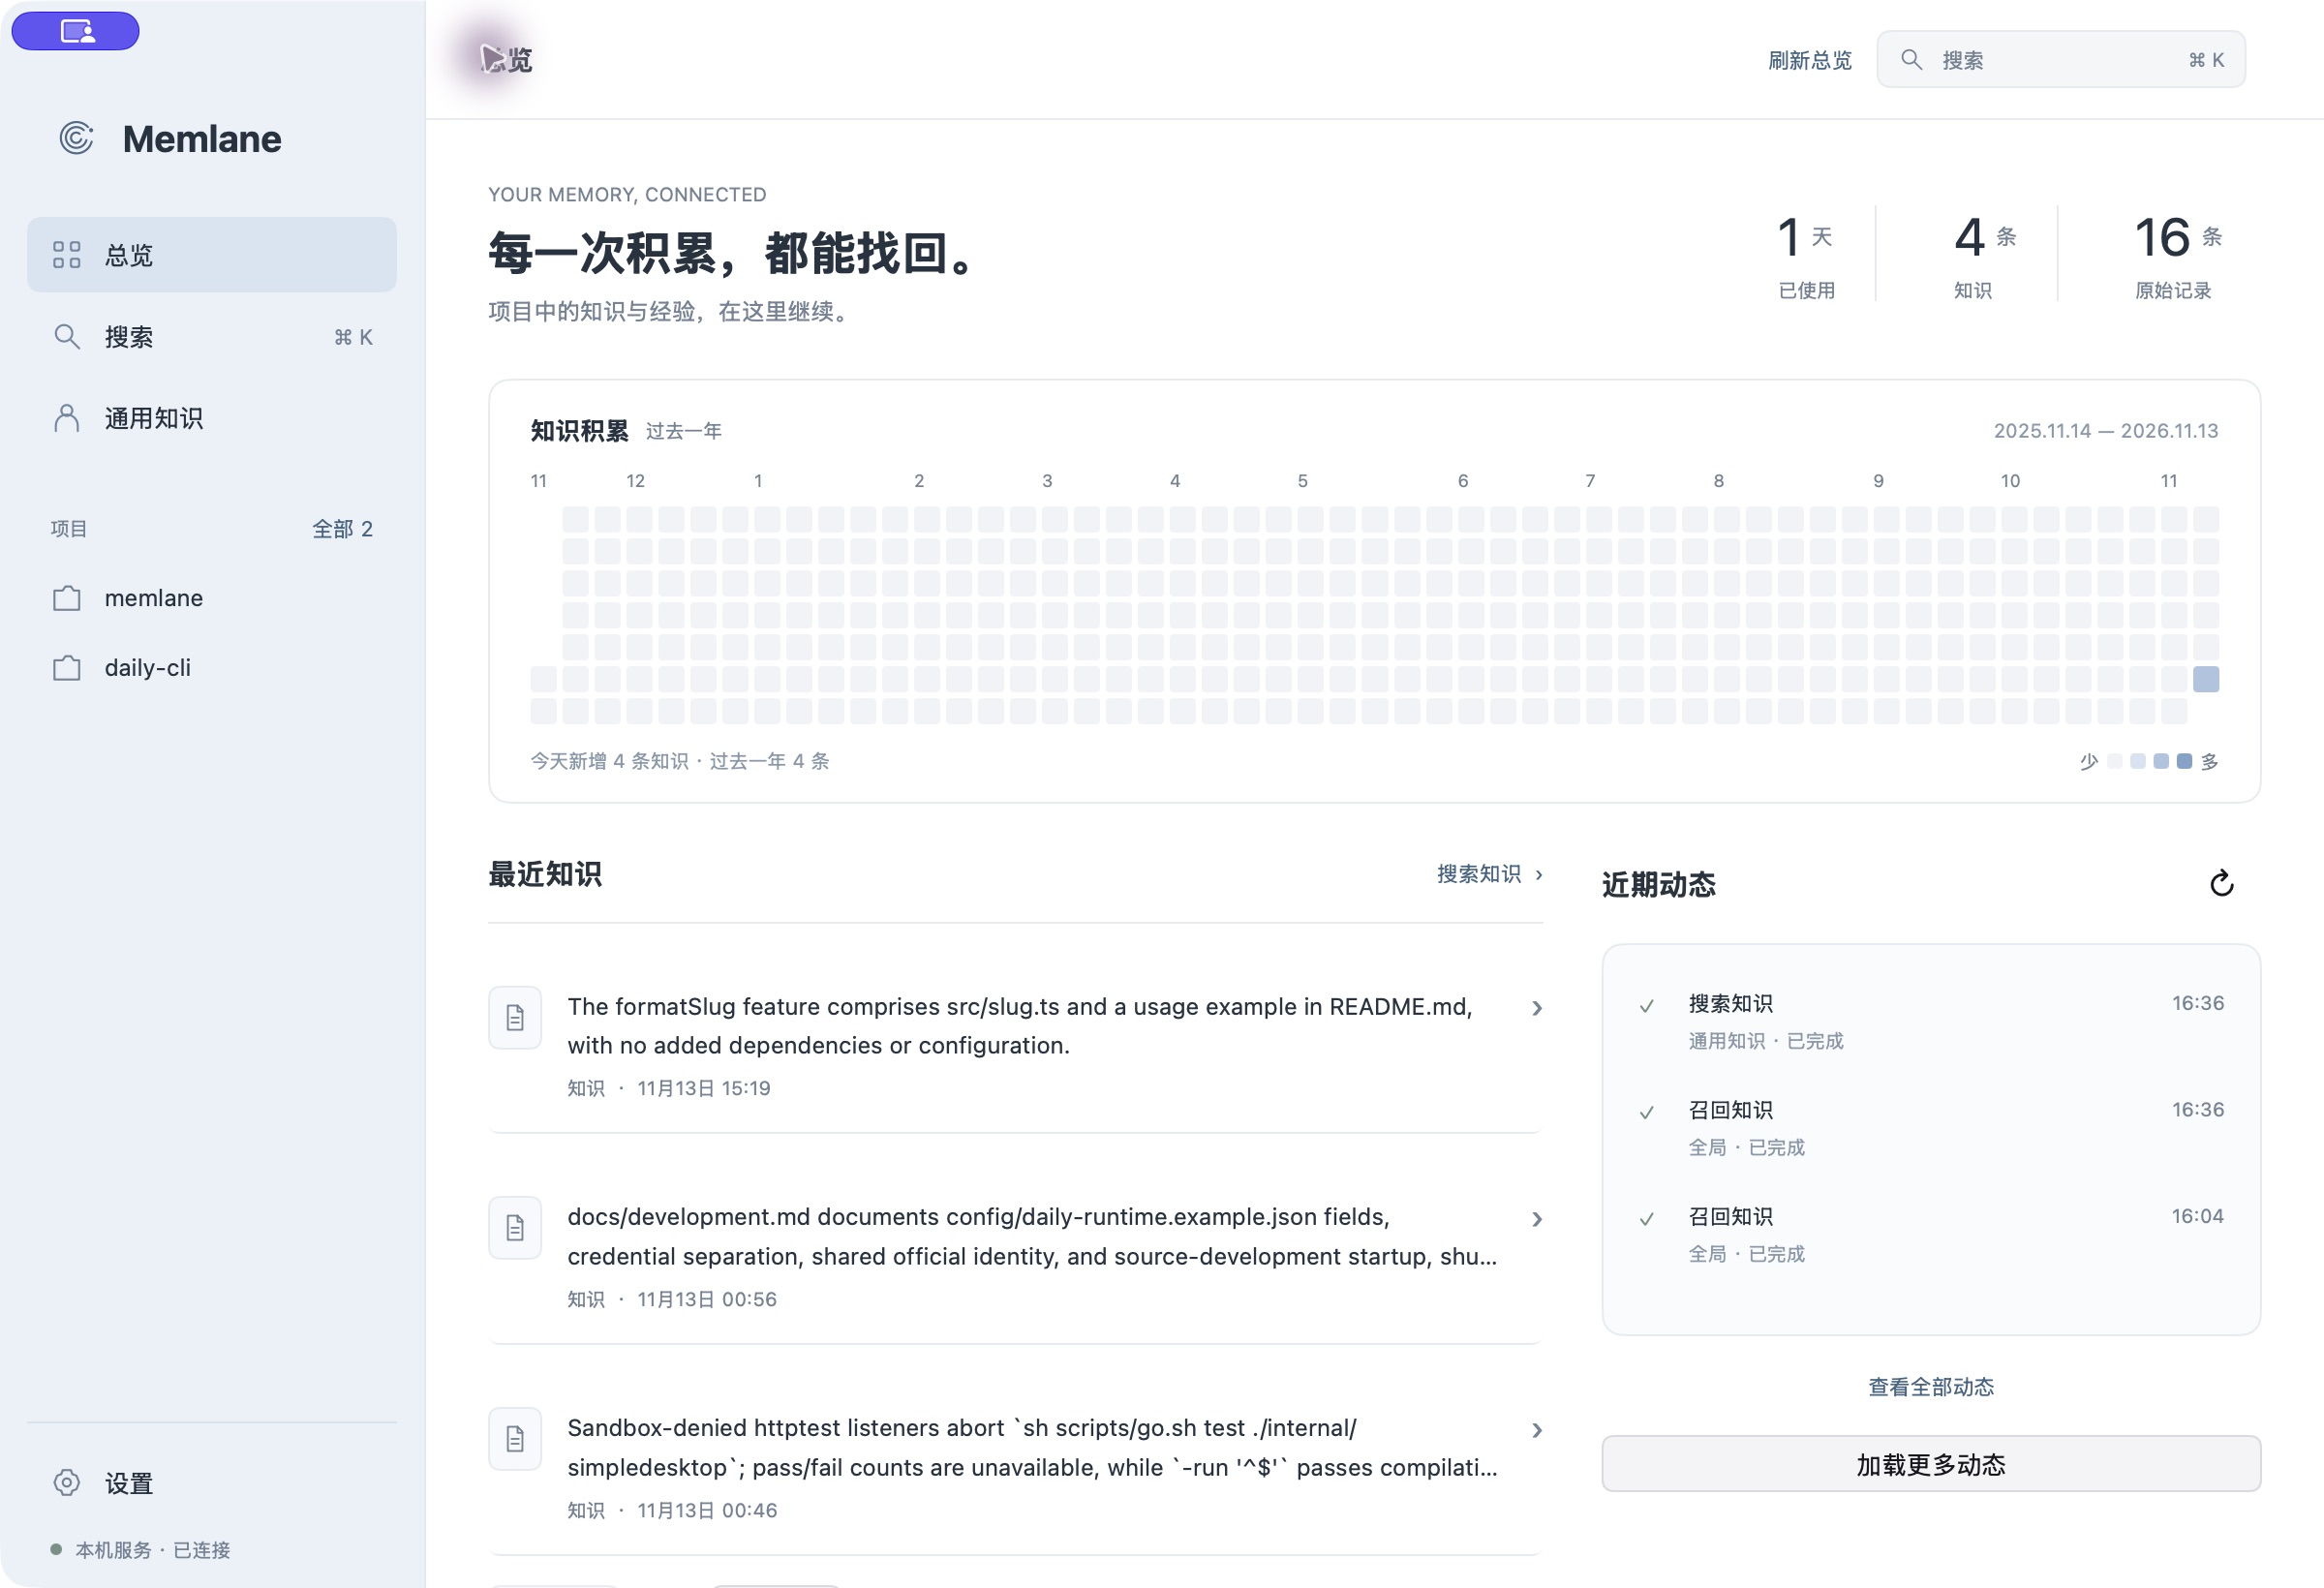 Memlane
总览
搜索 ⌘ K
通用知识
项目 全部 2
memlane
daily-cli
设置
本机服务 · 已连接
览
刷新总览
搜索 ⌘ K
YOUR MEMORY, CONNECTED
每一次积累，都能找回。
项目中的知识与经验，在这里继续。
1 天
已使用
4 条
知识
16 条
原始记录
知识积累 过去一年
2025.11.14 — 2026.11.13
11 12 1 2 3 4 5 6 7 8 9 10 11
今天新增 4 条知识 · 过去一年 4 条
少 多
最近知识
搜索知识 ›
The formatSlug feature comprises src/slug.ts and a usage example in README.md,
with no added dependencies or configuration.
知识 · 11月13日 15:19
docs/development.md documents config/daily-runtime.example.json fields,
credential separation, shared official identity, and source-development startup, shu...
知识 · 11月13日 00:56
Sandbox-denied httptest listeners abort `sh scripts/go.sh test ./internal/
simpledesktop`; pass/fail counts are unavailable, while `-run '^$'` passes compilati...
知识 · 11月13日 00:46
近期动态
搜索知识 16:36
通用知识 · 已完成
召回知识 16:36
全局 · 已完成
召回知识 16:04
全局 · 已完成
查看全部动态
加载更多动态